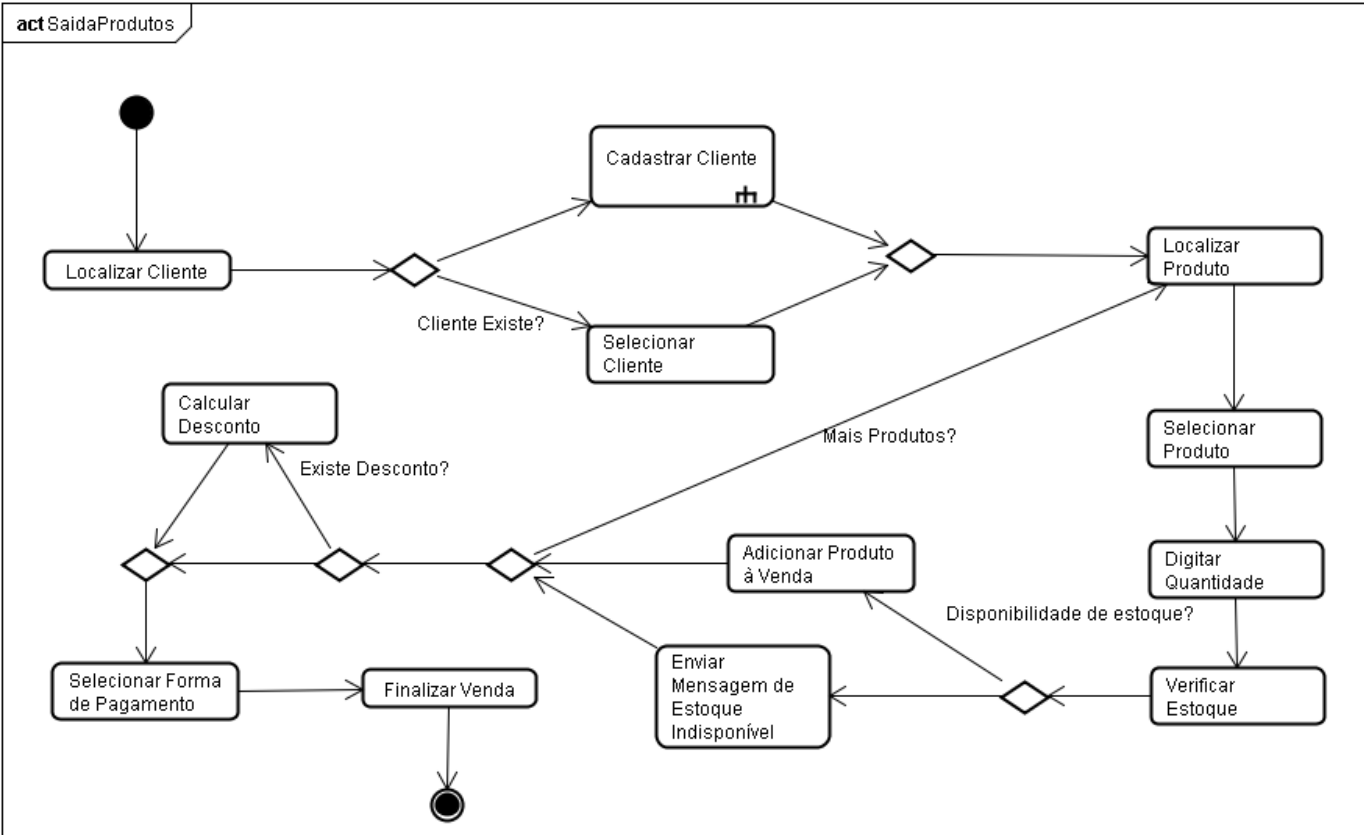 act SaidaProdutos
Cadastrar Cliente
Localizar Cliente
Localizar
Produto
Cliente Existe?
Selecionar
Cliente
Calcular
Desconto
Existe Desconto?
Mais Produtos?
Selecionar
Produto
Adicionar Produto
à Venda
Digitar
Quantidade
Disponibilidade de estoque?
Selecionar Forma
de Pagamento
Finalizar Venda
Enviar
Mensagem de
Estoque
Indisponível
Verificar
Estoque